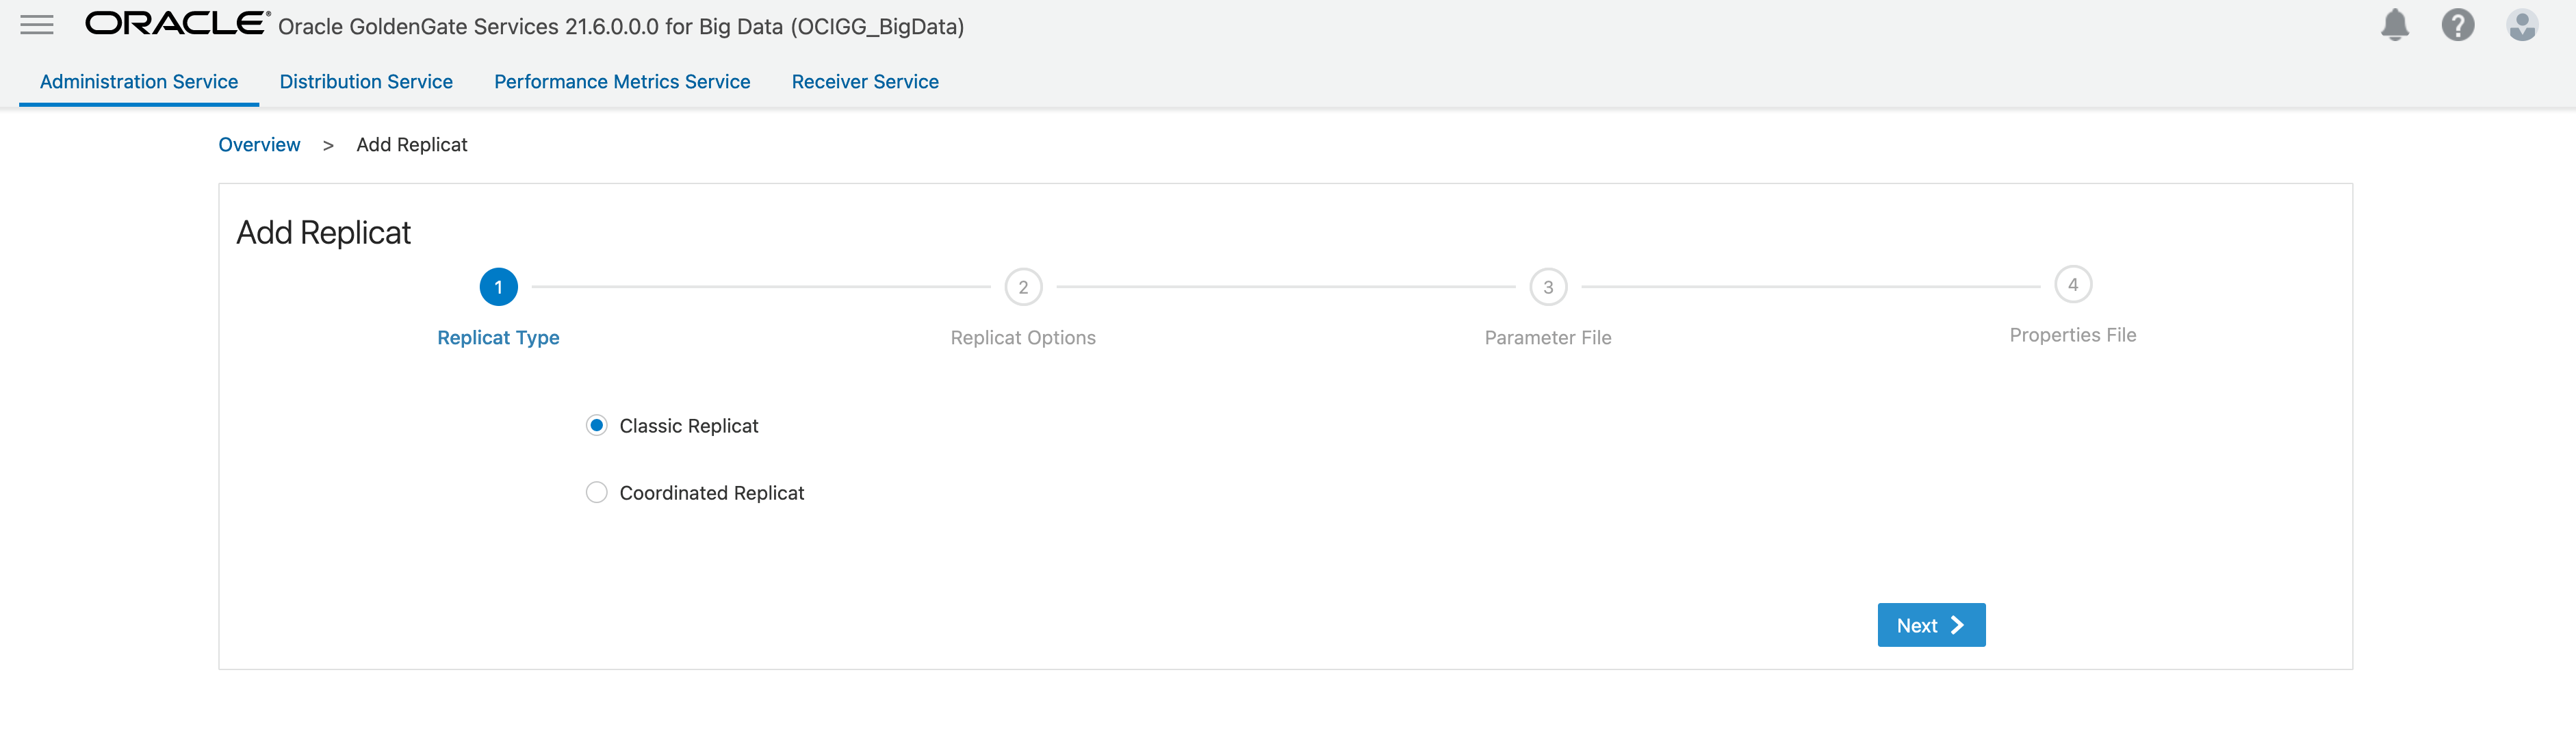 ORACLE® Oracle GoldenGate Services 21.6.0.0.0 for Big Data (OCIGG_BigData)
Administration Service Distribution Service Performance Metrics Service Receiver Service
Overview > Add Replicat
Add Replicat
1 2 3 4
Replicat Type Replicat Options Parameter File Properties File
Classic Replicat
Coordinated Replicat
Next